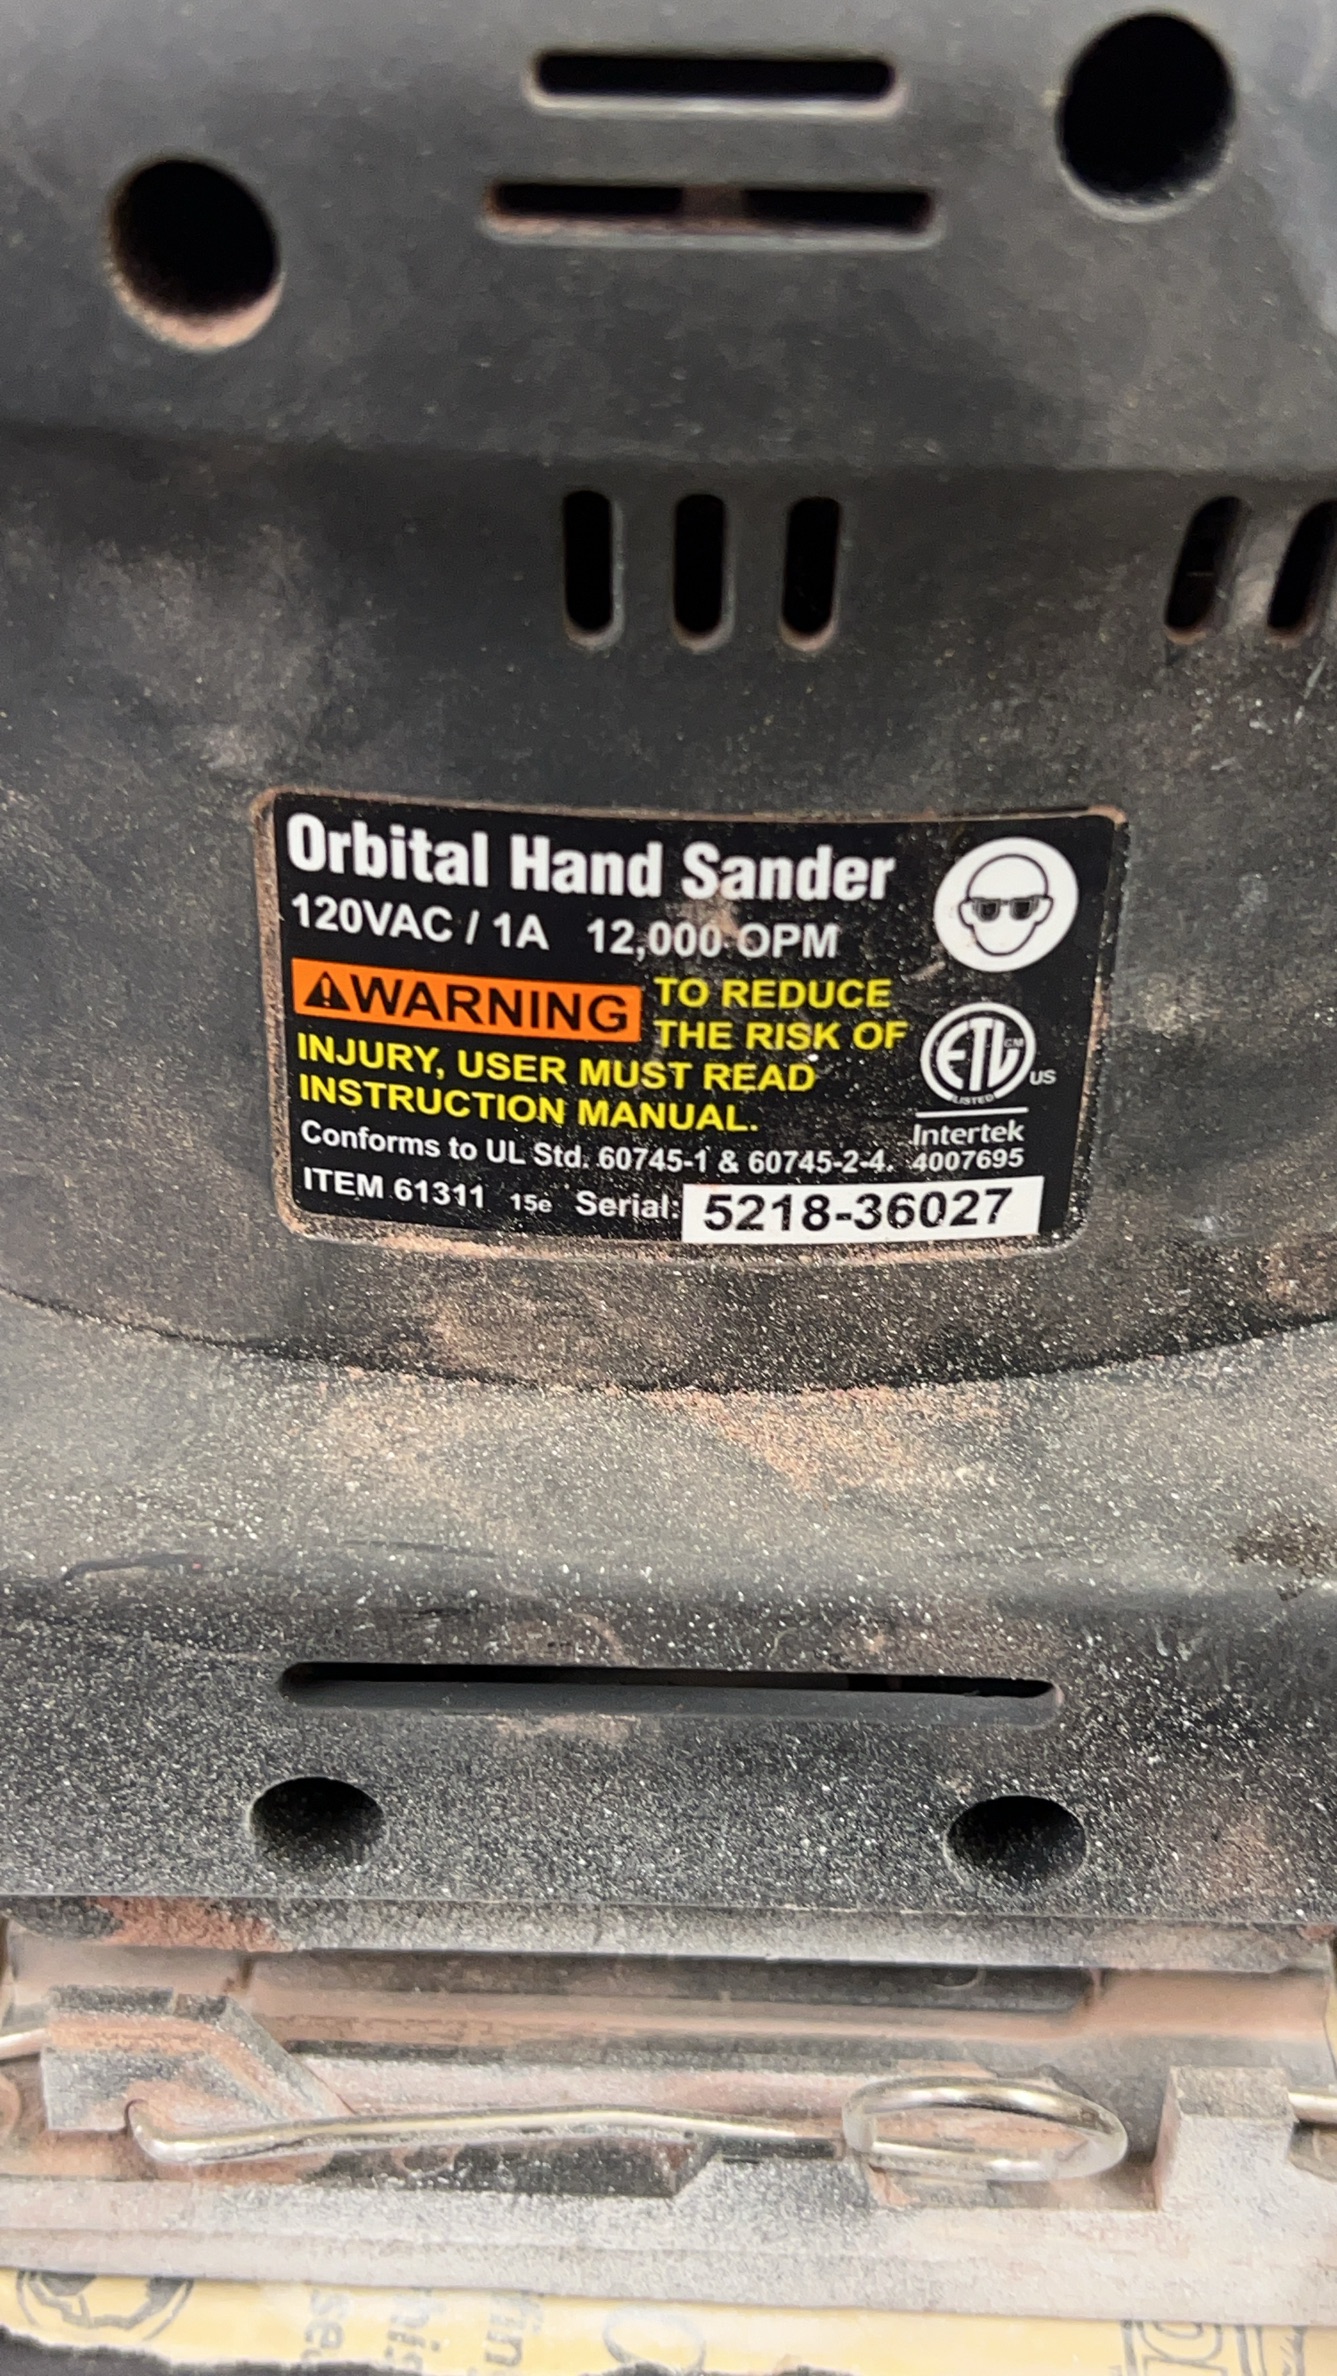 Orbital Hand Sander
120VAC / 1A 12,000 OPM
WARNING TO REDUCE
THE RISK OF
INJURY, USER MUST READ
INSTRUCTION MANUAL.
ETL CM
US
LISTED
Intertek
Conforms to UL Std. 60745-1 & 60745-2-4. 4007695
ITEM 61311 15e Serial: 5218-36027